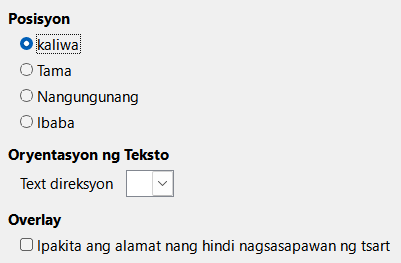 Posisyon
kaliwa
Tama
Nangungunang
Ibaba
Oryentasyon ng Teksto
Text direksyon
Overlay
Ipakita ang alamat nang hindi nagsasapawan ng tsart